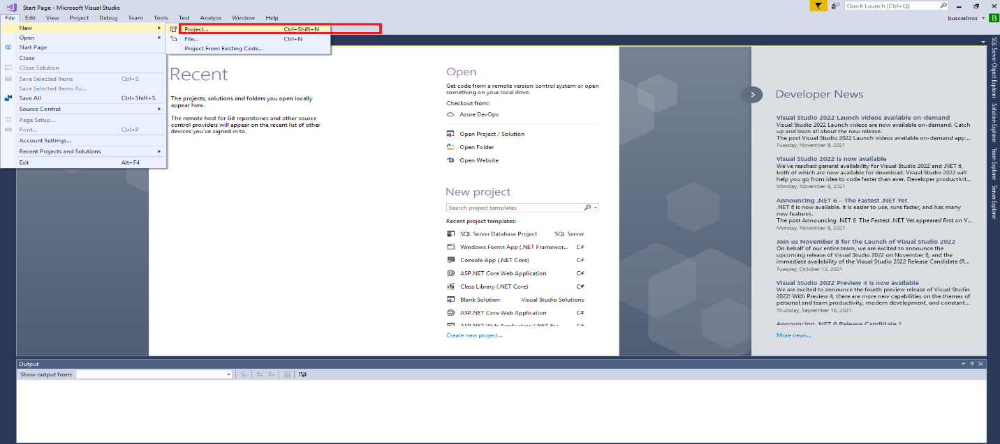 Start Page - Microsoft Visual Studio
Quick Launch (Ctrl+Q)
File Edit View Project Debug Team Tools Test Analyze Window Help
buscarinos
B
New
Open
Start Page
Close
Close Solution
Save Selected Items Ctrl+S
Save Selected Items As...
Save All Ctrl+Shift+S
Source Control
Page Setup...
Print... Ctrl+P
Account Settings...
Recent Projects and Solutions
Exit Alt+F4
Project... Ctrl+Shift+N
File... Ctrl+N
Project From Existing Code...
Recent
The projects, solutions and folders you open locally
appear here.
The remote host for Git repositories and other source
control providers will appear on the recent list of other
devices you've signed in to.
Open
Get code from a remote version control system or open
something on your local drive.
Checkout from:
Azure DevOps
Open Project / Solution
Open Folder
Open Website
New project
Search project templates
Recent project templates:
SQL Server Database Project SQL Server
Windows Forms App (.NET Framewor... C#
Console App (.NET Core) C#
ASP.NET Core Web Application C#
Class Library (.NET Core) C#
Blank Solution Visual Studio Solutions
ASP.NET Core Web Application C#
ASP.NET Web Application (.NET Fra... C#
Create new project...
Developer News
Visual Studio 2022 Launch videos available on-demand
Visual Studio 2022 Launch videos are now available on-demand. Catch
up and learn all about the new release.
The post Visual Studio 2022 Launch videos available on-demand app...
Tuesday, November 9, 2021
Visual Studio 2022 is now available
We've reached general availability for Visual Studio 2022 and .NET 6,
both of which are now available for download. Visual Studio 2022 will
help you go from idea to code faster than ever. Developer productivit...
Monday, November 8, 2021
Announcing .NET 6 – The Fastest .NET Yet
.NET 6 is now available. It is easier to use, runs faster, and has many
new features.
The post Announcing .NET 6 The Fastest .NET Yet appeared first on V...
Monday, November 8, 2021
Join us November 8 for the Launch of Visual Studio 2022
On behalf of our entire team, we are excited to announce the
upcoming release of Visual Studio 2022 on November 8, and the
immediate availability of the Visual Studio 2022 Release Candidate (R...
Tuesday, October 12, 2021
Visual Studio 2022 Preview 4 is now available
We are excited to announce the fourth preview release of Visual Studio
2022! With Preview 4, there are more new capabilities on the themes of
personal and team productivity, modern development, and constant...
Thursday, September 16, 2021
Announcing .NET 6 Release Candidate 1
More news...
SQL Server Object Explorer
Solution Explorer
Team Explorer
Server Explorer
Output
Show output from: